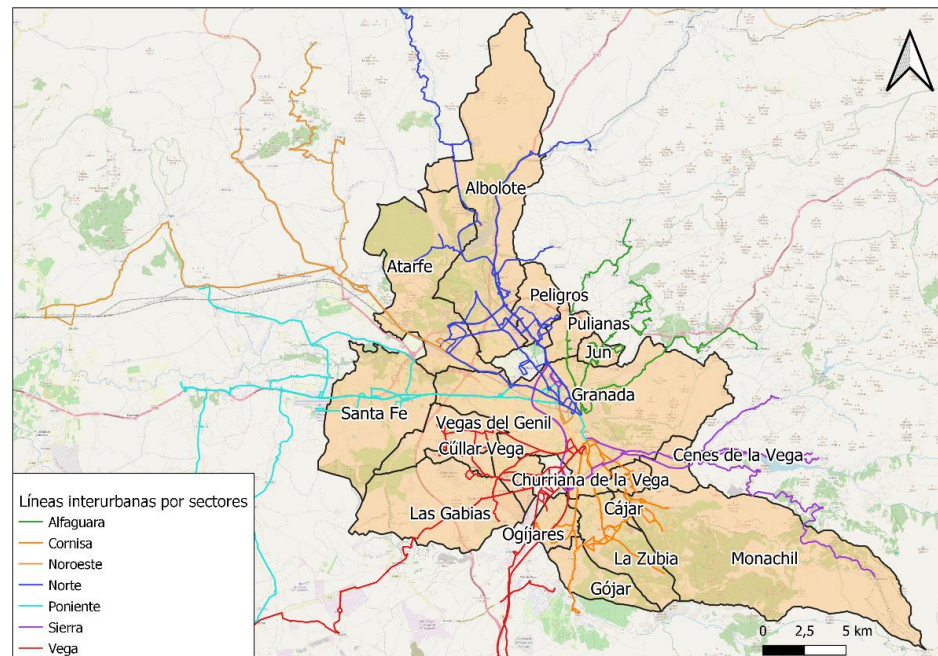 Albolote
Atarfe
Peligros
Pulianas
Jun
Granada
Santa Fe
Vegas del Genil
Cúllar Vega
Cenes de la Vega
Churriana de la Vega
Las Gabias
Cájar
Ogíjares
La Zubia
Monachil
Gójar
Líneas interurbanas por sectores
Alfaguara
Cornisa
Noroeste
Norte
Poniente
Sierra
Vega
0 2,5 5 km